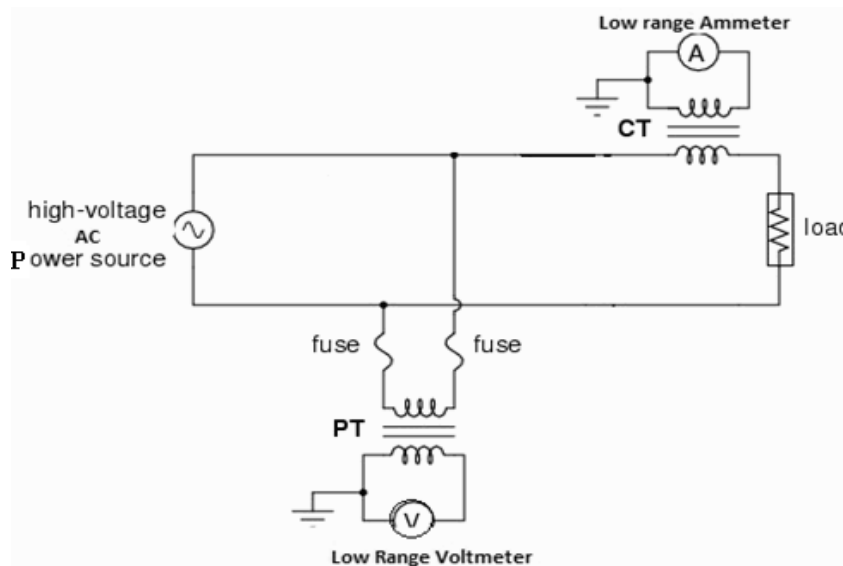 Low range Ammeter
A
CT
high-voltage
AC
Power source
load
fuse
fuse
PT
V
Low Range Voltmeter